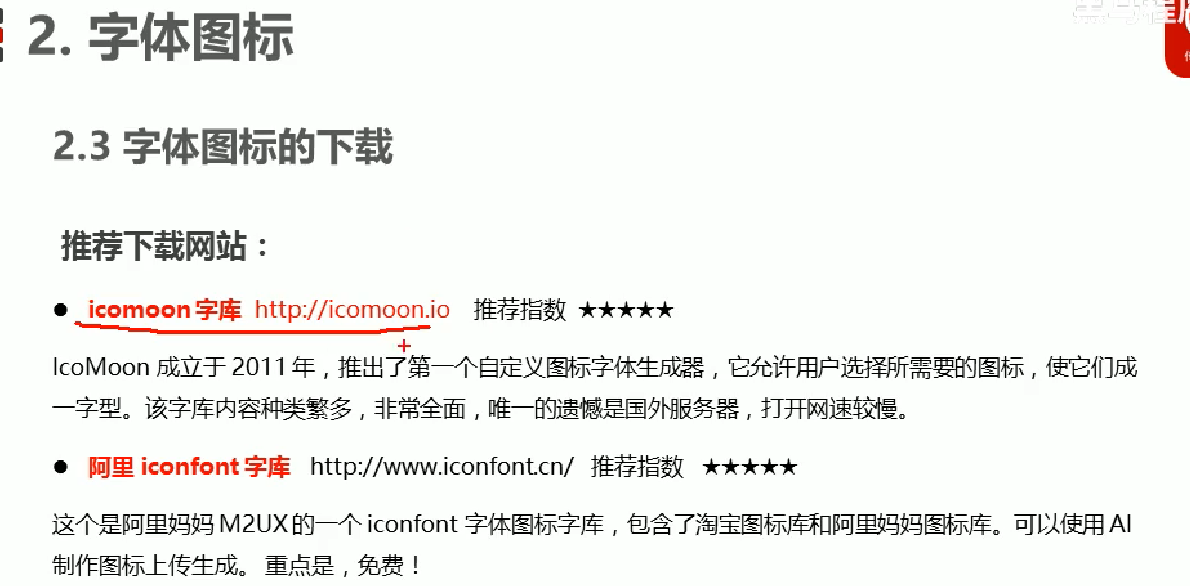 黑马程
2. 字体图标
2.3 字体图标的下载
推荐下载网站：
● icomoon 字库 http://icomoon.io 推荐指数 ★★★★★
IcoMoon 成立于 2011 年，推出了第一个自定义图标字体生成器，它允许用户选择所需要的图标，使它们成
一字型。该字库内容种类繁多，非常全面，唯一的遗憾是国外服务器，打开网速较慢。
● 阿里 iconfont 字库 http://www.iconfont.cn/ 推荐指数 ★★★★★
这个是阿里妈妈 M2UX 的一个 iconfont 字体图标字库，包含了淘宝图标库和阿里妈妈图标库。可以使用 AI
制作图标上传生成。 重点是，免费！